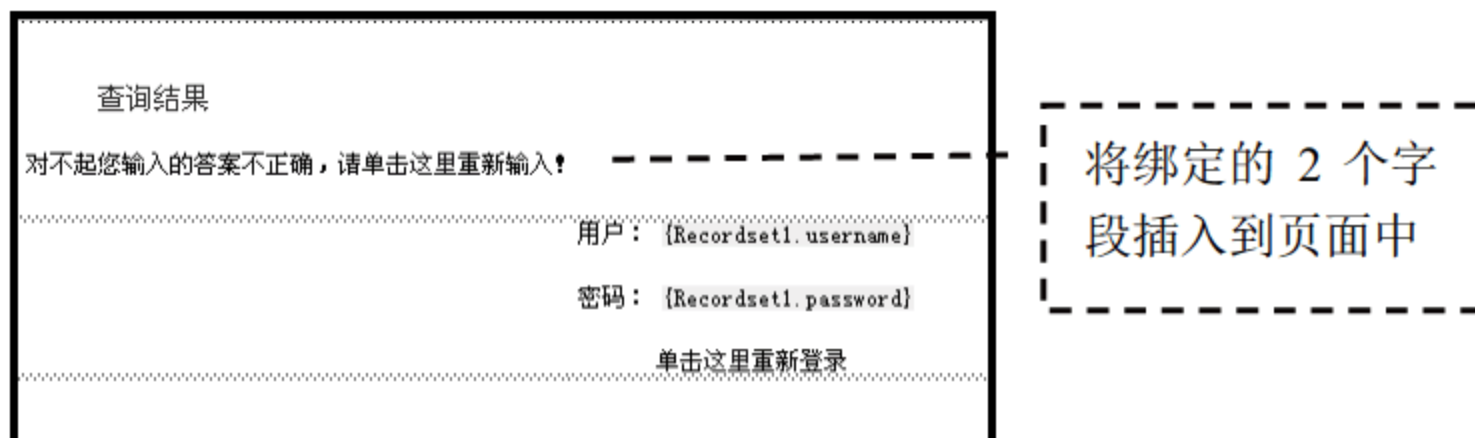 查询结果
对不起您输入的答案不正确，请单击这里重新输入！
用户： {Recordset1.username}
密码： {Recordset1.password}
单击这里重新登录
将绑定的 2 个字
段插入到页面中